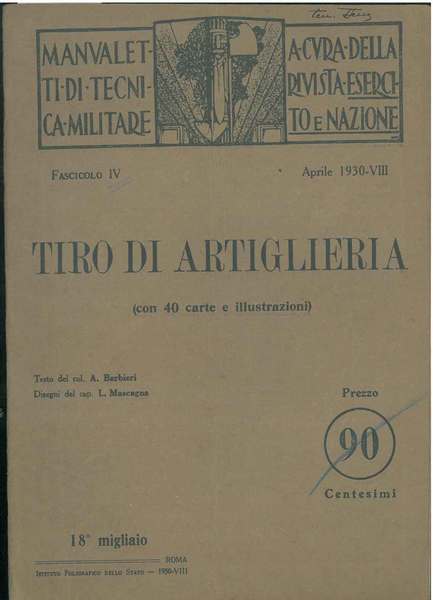 MANVALET-
TI·DI·TECNI
CA·MILITARE
A·CVRA·DELLA
RIVISTA·ESERCI
TO E NAZIONE
FASCICOLO IV
Aprile 1930-VIII
TIRO DI ARTIGLIERIA
(con 40 carte e illustrazioni)
Testo del col. A. Barbieri
Disegni del cap. L. Mascagna
Prezzo
90
Centesimi
18° migliaio
ROMA
ISTITUTO POLIGRAFICO DELLO STATO — 1930-VIII